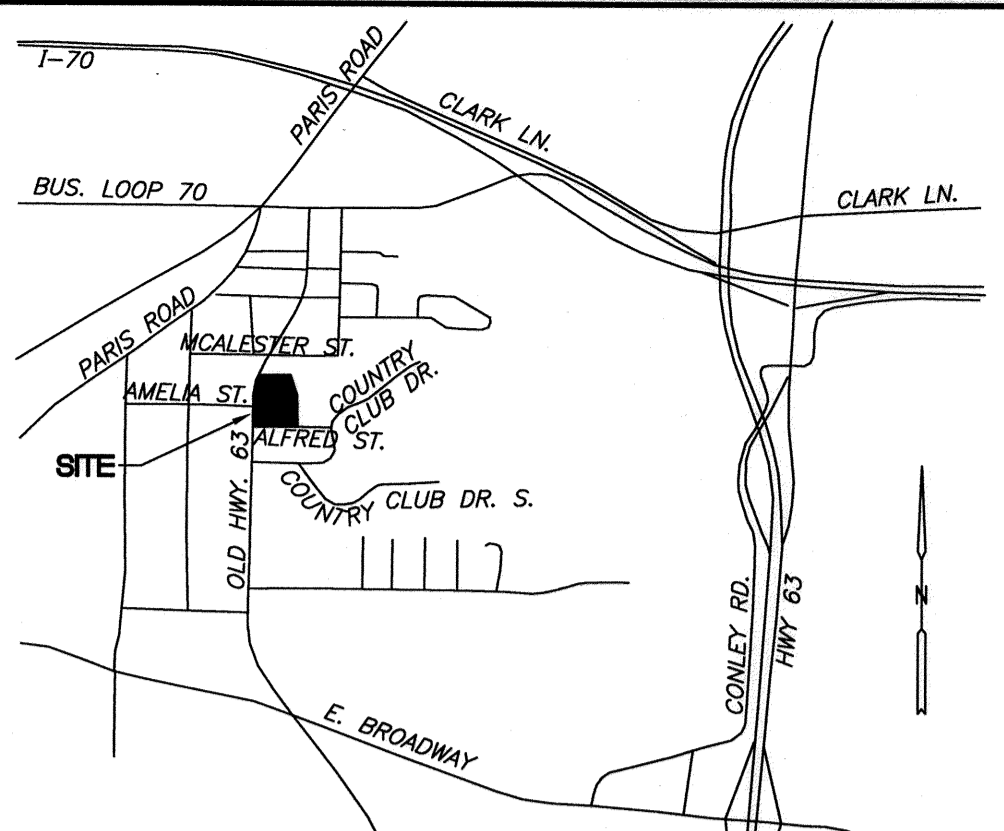 I-70
PARIS ROAD
CLARK LN.
BUS. LOOP 70
CLARK LN.
PARIS ROAD
MCALESTER ST.
COUNTRY
CLUB DR.
AMELIA ST.
ALFRED ST.
SITE
OLD HWY. 63
COUNTRY CLUB DR. S.
CONLEY RD.
HWY 63
N
E. BROADWAY